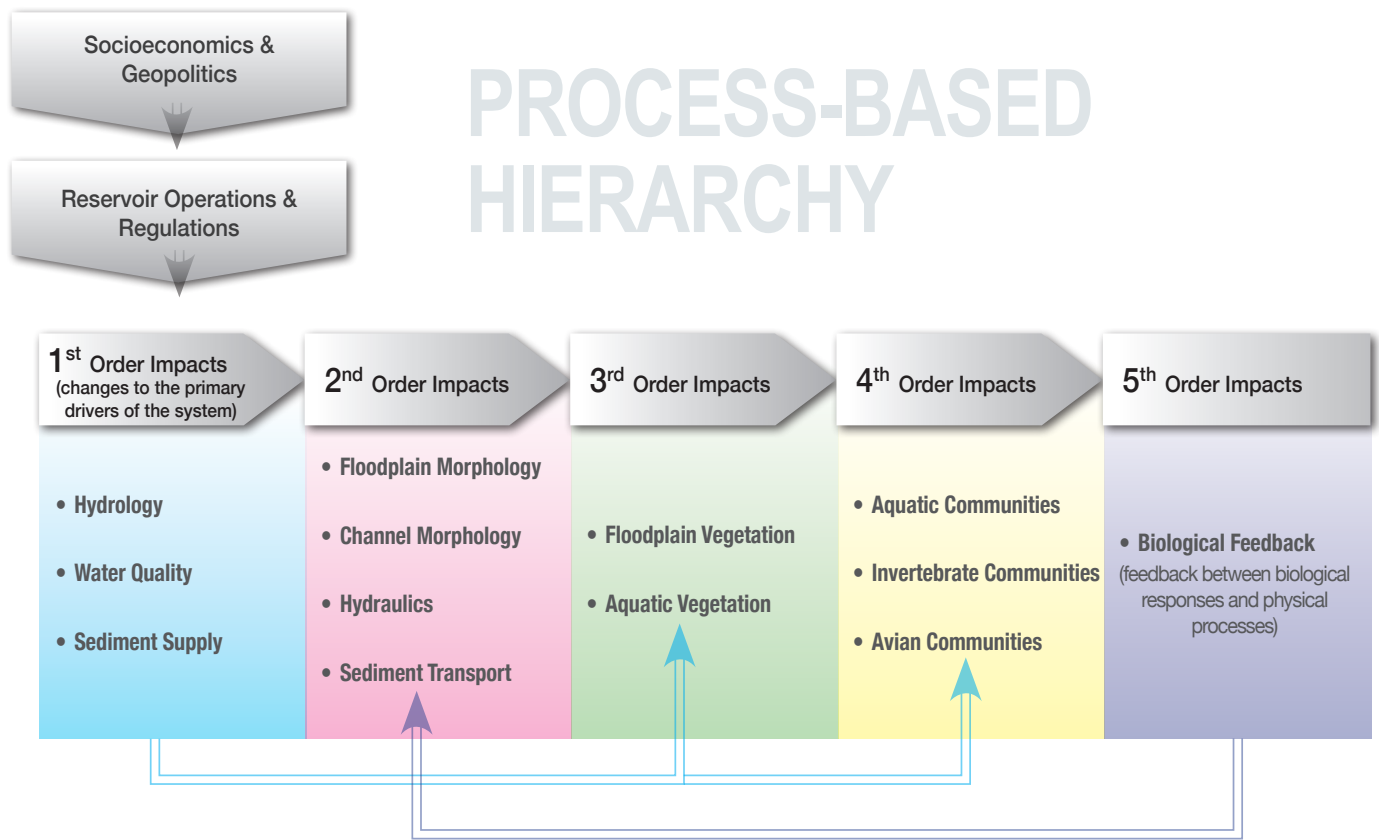 Socioeconomics &
Geopolitics
PROCESS-BASED
HIERARCHY
Reservoir Operations &
Regulations
1st Order Impacts
(changes to the primary
drivers of the system)
2nd Order Impacts
3rd Order Impacts
4th Order Impacts
5th Order Impacts
• Hydrology
• Water Quality
• Sediment Supply
• Floodplain Morphology
• Channel Morphology
• Hydraulics
• Sediment Transport
• Floodplain Vegetation
• Aquatic Vegetation
• Aquatic Communities
• Invertebrate Communities
• Avian Communities
• Biological Feedback
(feedback between biological
responses and physical
processes)